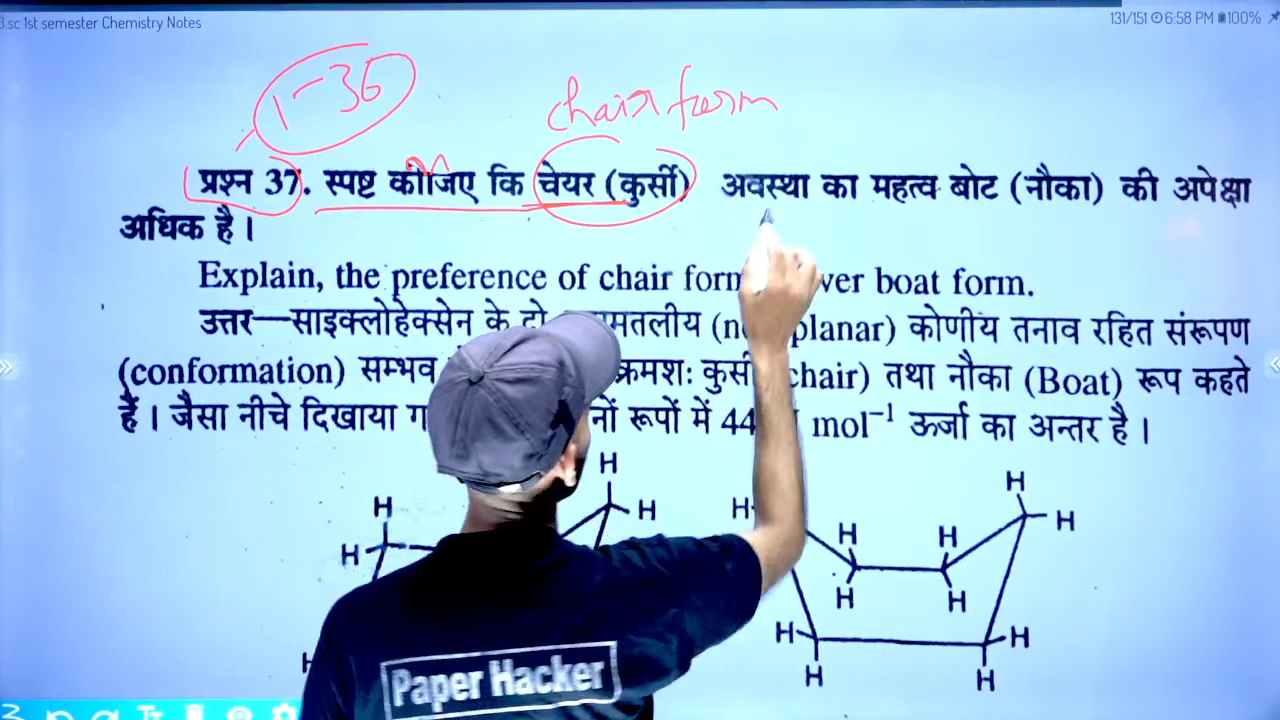 B.sc 1st semester Chemistry Notes
131/151 6:58 PM 100%
1-36
chair form
प्रश्न 37. स्पष्ट कीजिए कि चेयर (कुर्सी) अवस्था का महत्व बोट (नौका) की अपेक्षा
अधिक है।
Explain, the preference of chair form over boat form.
उत्तर—साइक्लोहेक्सेन के दो (non planar) कोणीय तनाव रहित संरूपण
(conformation) सम्भव क्रमशः कुर्सी (chair) तथा नौका (Boat) रूप कहते
हैं। जैसा नीचे दिखाया रूपों में 44 mol⁻¹ ऊर्जा का अन्तर है।
H H H H
H H H H H
H H H
H H H
H H
Paper Hacker